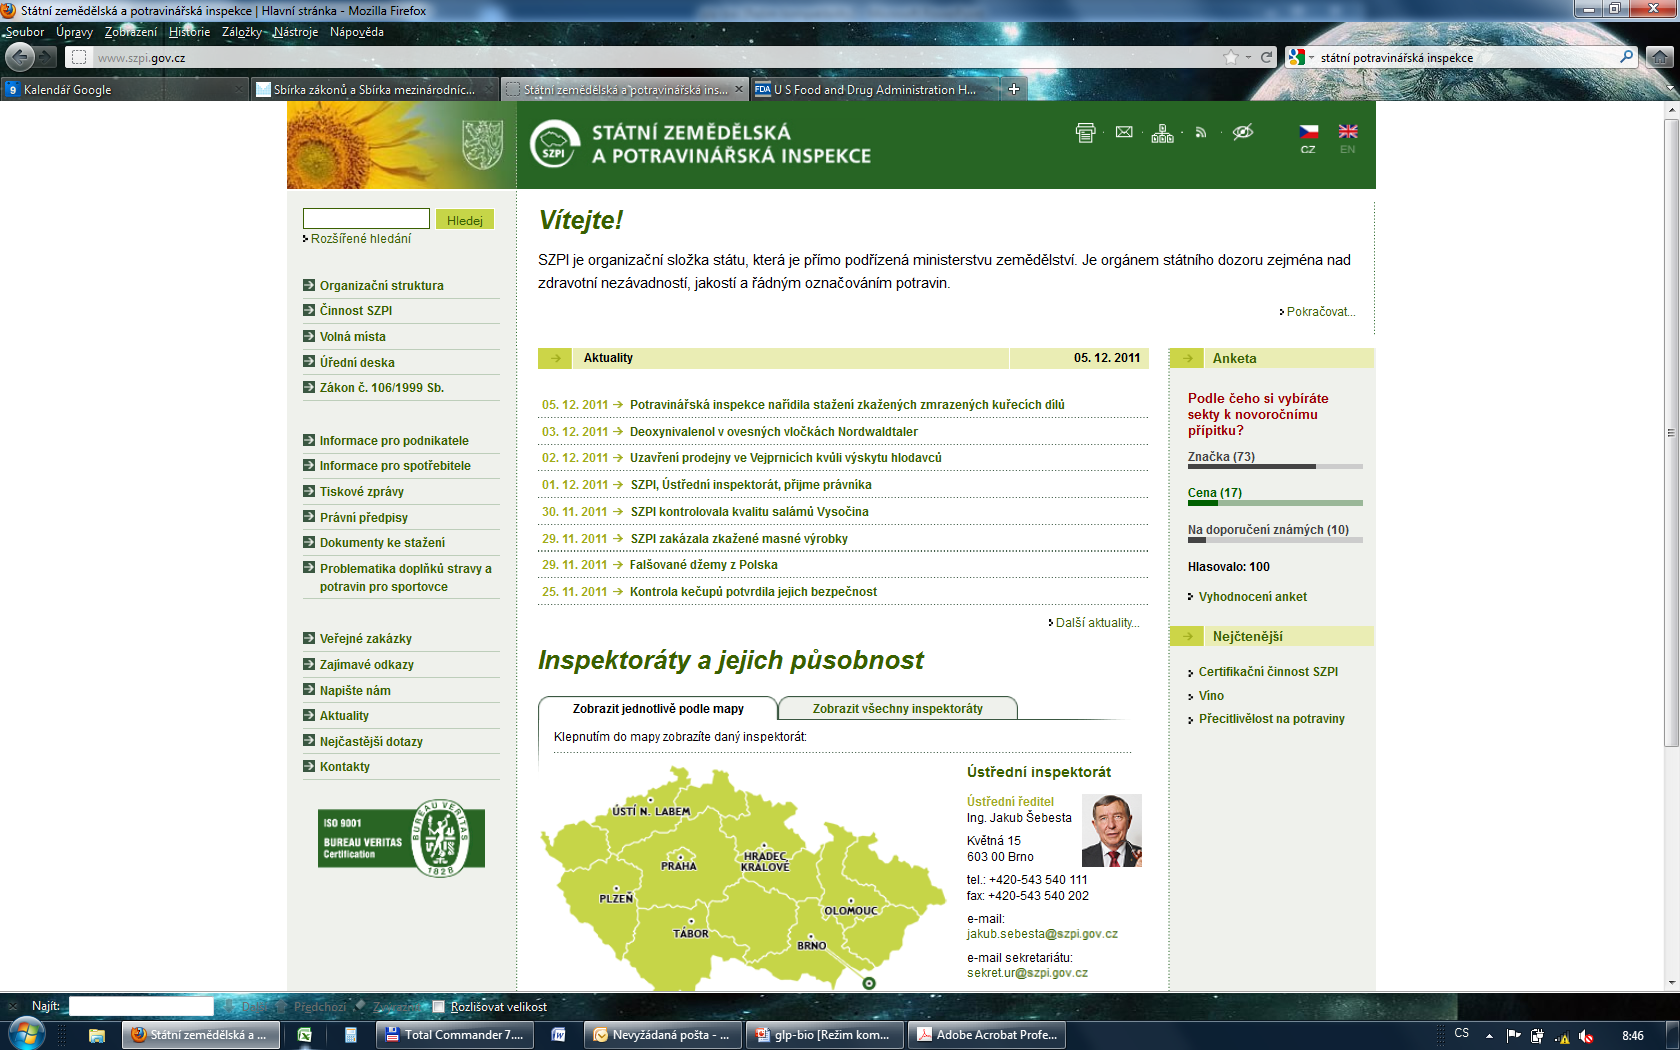 Státní zemědělská a potravinářská inspekce | Hlavní stránka - Mozilla Firefox
Soubor Úpravy Zobrazení Historie Záložky Nástroje Nápověda
www.szpi.gov.cz
státní potravinářská inspekce
9 Kalendář Google
Sbírka zákonů a Sbírka mezinárodníc...
Státní zemědělská a potravinářská ins...
FDA U S Food and Drug Administration H...
SZPI
STÁTNÍ ZEMĚDĚLSKÁ
A POTRAVINÁŘSKÁ INSPEKCE
CZ EN
Hledej
Rozšířené hledání
Organizační struktura
Činnost SZPI
Volná místa
Úřední deska
Zákon č. 106/1999 Sb.
Informace pro podnikatele
Informace pro spotřebitele
Tiskové zprávy
Právní předpisy
Dokumenty ke stažení
Problematika doplňků stravy a
potravin pro sportovce
Veřejné zakázky
Zajímavé odkazy
Napište nám
Aktuality
Nejčastější dotazy
Kontakty
ISO 9001
BUREAU VERITAS
Certification
BUREAU VERITAS
1828
Vítejte!
SZPI je organizační složka státu, která je přímo podřízená ministerstvu zemědělství. Je orgánem státního dozoru zejména nad
zdravotní nezávadností, jakostí a řádným označováním potravin.
Pokračovat...
Aktuality 05. 12. 2011
05. 12. 2011 Potravinářská inspekce nařídila stažení zkažených zmrazených kuřecích dílů
03. 12. 2011 Deoxynivalenol v ovesných vločkách Nordwaldtaler
02. 12. 2011 Uzavření prodejny ve Vejprnicích kvůli výskytu hlodavců
01. 12. 2011 SZPI, Ústřední inspektorát, přijme právníka
30. 11. 2011 SZPI kontrolovala kvalitu salámů Vysočina
29. 11. 2011 SZPI zakázala zkažené masné výrobky
29. 11. 2011 Falšované džemy z Polska
25. 11. 2011 Kontrola kečupů potvrdila jejich bezpečnost
Další aktuality...
Inspektoráty a jejich působnost
Zobrazit jednotlivě podle mapy
Zobrazit všechny inspektoráty
Klepnutím do mapy zobrazíte daný inspektorát:
ÚSTÍ N. LABEM
PRAHA
HRADEC
KRÁLOVÉ
PLZEŇ
OLOMOUC
TÁBOR
BRNO
Ústřední inspektorát
Ústřední ředitel
Ing. Jakub Šebesta
Květná 15
603 00 Brno
tel.: +420-543 540 111
fax: +420-543 540 202
e-mail:
jakub.sebesta@szpi.gov.cz
e-mail sekretariátu:
sekret.ur@szpi.gov.cz
Anketa
Podle čeho si vybíráte
sekty k novoročnímu
přípitku?
Značka (73)
Cena (17)
Na doporučení známých (10)
Hlasovalo: 100
Vyhodnocení anket
Nejčtenější
Certifikační činnost SZPI
Víno
Přecitlivělost na potraviny
Najít: Další Předchozí Rozlišovat velikost
Státní zemědělská a ...
Total Commander 7....
Nevyžádaná pošta - ...
glp-bio [Režim kom...
Adobe Acrobat Profe...
CS
8:46